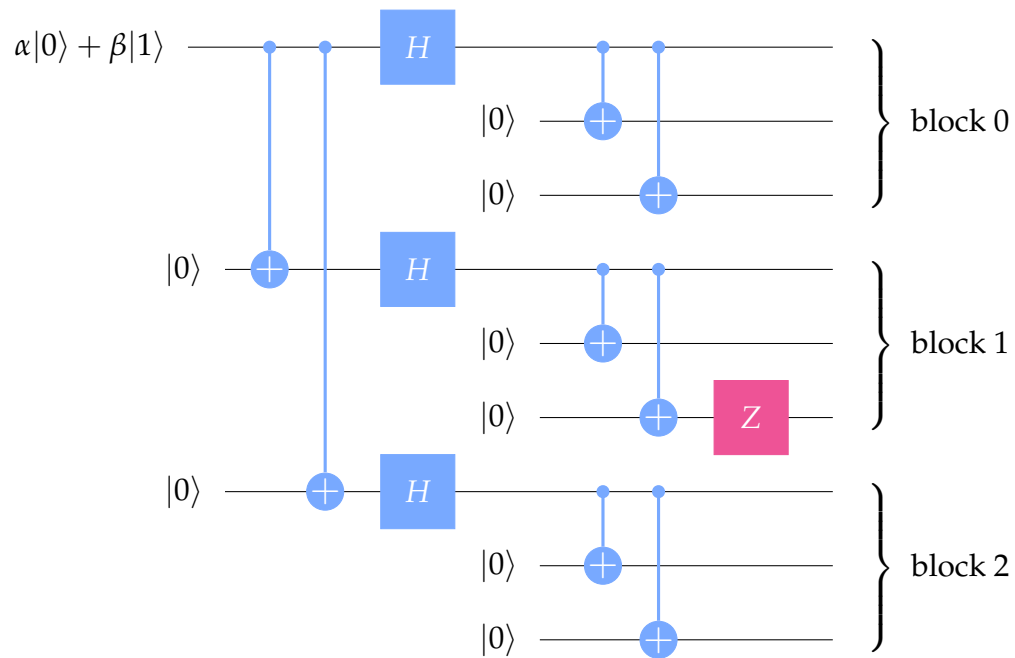 α|0⟩ + β|1⟩ H
|0⟩ block 0
|0⟩
|0⟩ H
|0⟩ block 1
|0⟩ Z
|0⟩ H
|0⟩ block 2
|0⟩